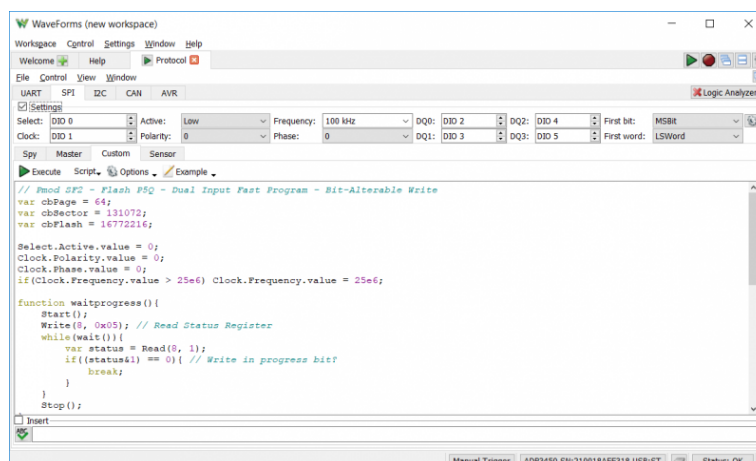 WaveForms (new workspace)
Workspace Control Settings Window Help
Welcome Help Protocol
File Control View Window
UART SPI I2C CAN AVR Logic Analyzer
Settings
Select: DIO 0 Active: Low Frequency: 100 kHz DQ0: DIO 2 DQ2: DIO 4 First bit: MSBit
Clock: DIO 1 Polarity: 0 Phase: 0 DQ1: DIO 3 DQ3: DIO 5 First word: LSWord
Spy Master Custom Sensor
Execute Script Options Example
// Pmod SF2 - Flash P5Q - Dual Input Fast Program - Bit-Alterable Write
var cbPage = 64;
var cbSector = 131072;
var cbFlash = 16772216;
Select.Active.value = 0;
Clock.Polarity.value = 0;
Clock.Phase.value = 0;
if(Clock.Frequency.value > 25e6) Clock.Frequency.value = 25e6;
function waitprogress(){
Start();
Write(8, 0x05); // Read Status Register
while(wait()){
var status = Read(8, 1);
if((status&1) == 0){ // Write in progress bit?
break;
}
}
Stop();
Insert
ABC
Manual Trigger Status: OK